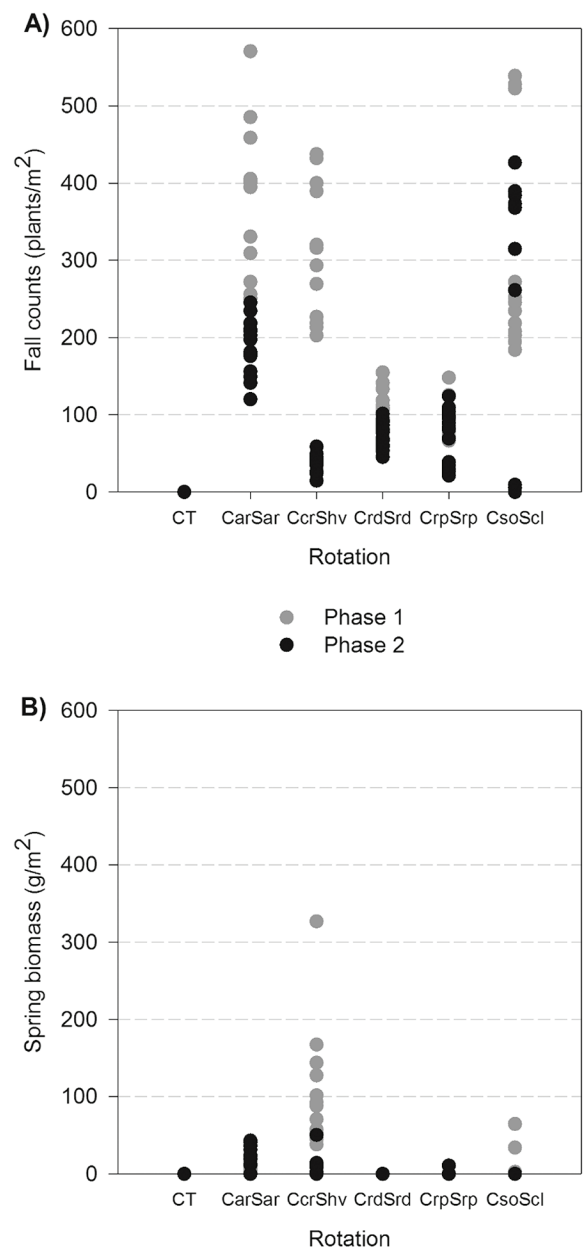 A)
600
500
400
300
200
100
0
Fall counts (plants/m2)
CT CarSar CcrShv CrdSrd CrpSrp CsoScl
Rotation
Phase 1
Phase 2
B)
600
500
400
300
200
100
0
Spring biomass (g/m2)
CT CarSar CcrShv CrdSrd CrpSrp CsoScl
Rotation